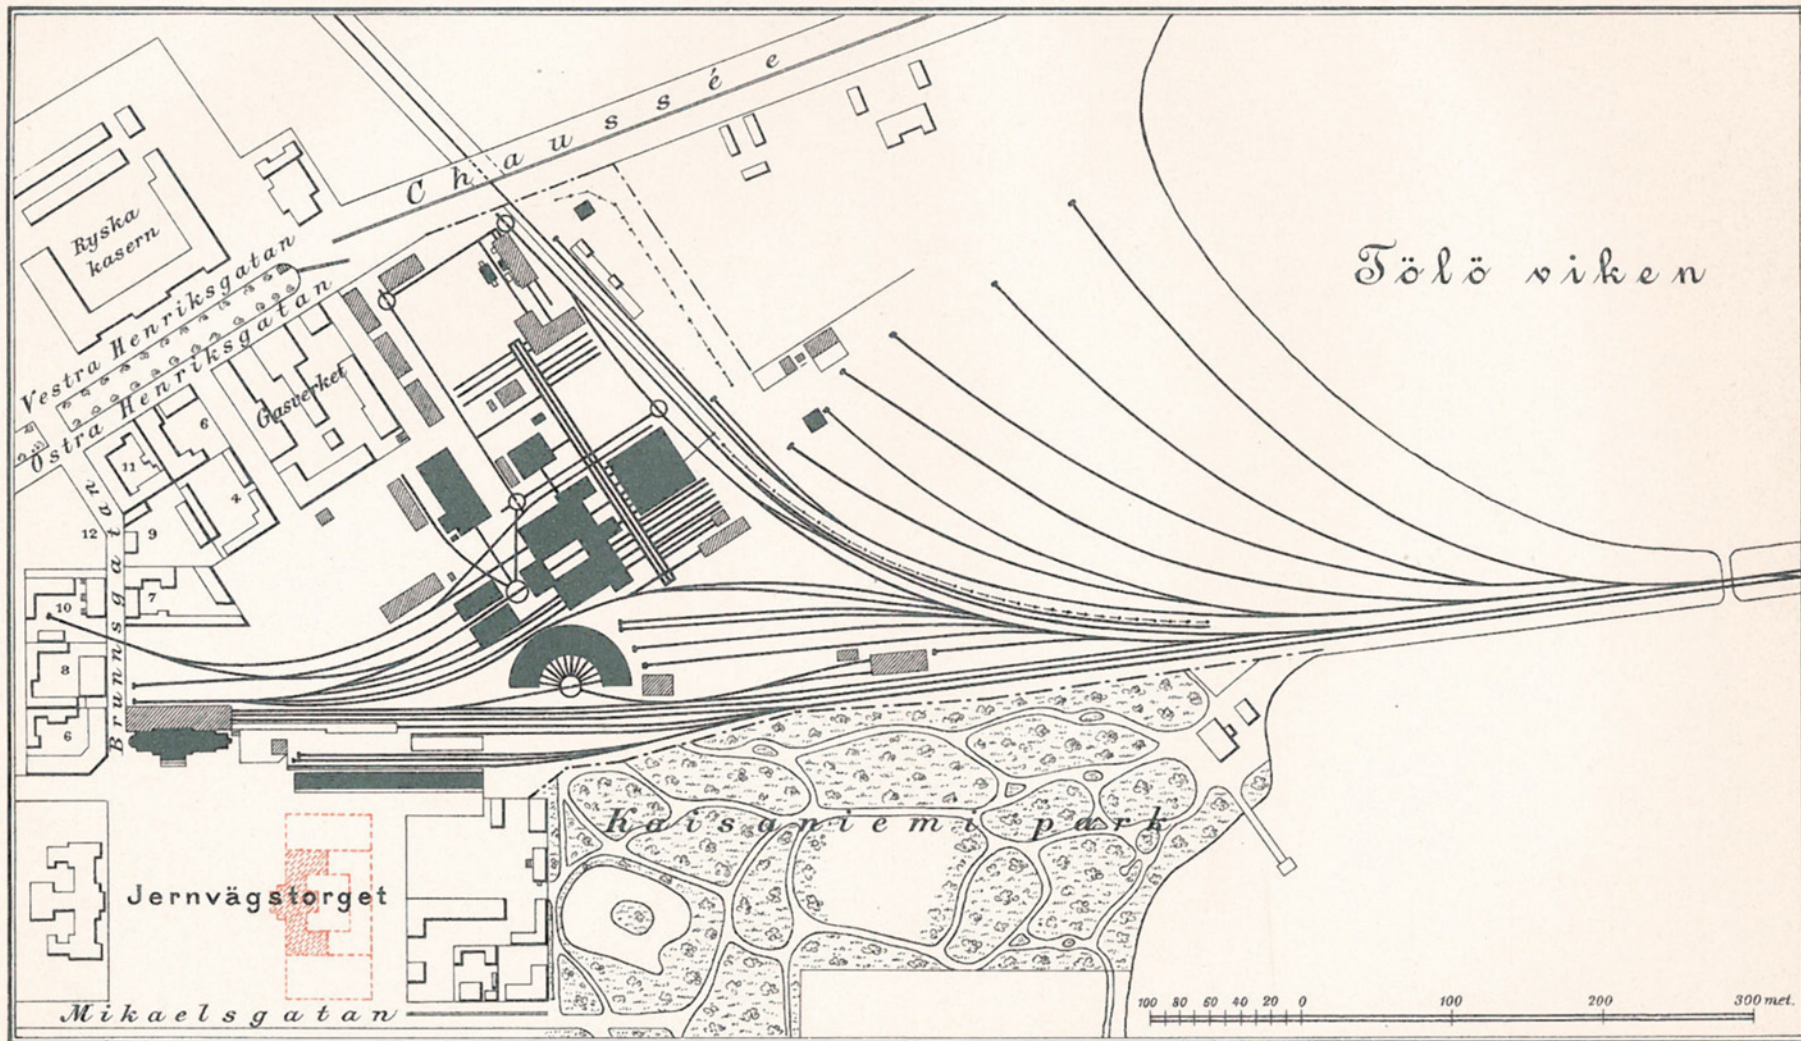 Chaussée
Ryska
kasern
Tölö viken
Vestra Henriksgatan
Östra Henriksgatan
Gasverket
6
11
4
12
9
10
7
8
6
Brunnsgatan
Kaisaniemi park
Jernvägstorget
Mikaelsgatan
100 80 60 40 20 0 100 200 300 met.